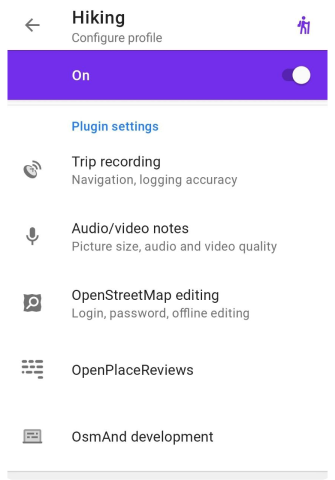 Hiking
Configure profile
On
Plugin settings
Trip recording
Navigation, logging accuracy
Audio/video notes
Picture size, audio and video quality
OpenStreetMap editing
Login, password, offline editing
OpenPlaceReviews
OsmAnd development